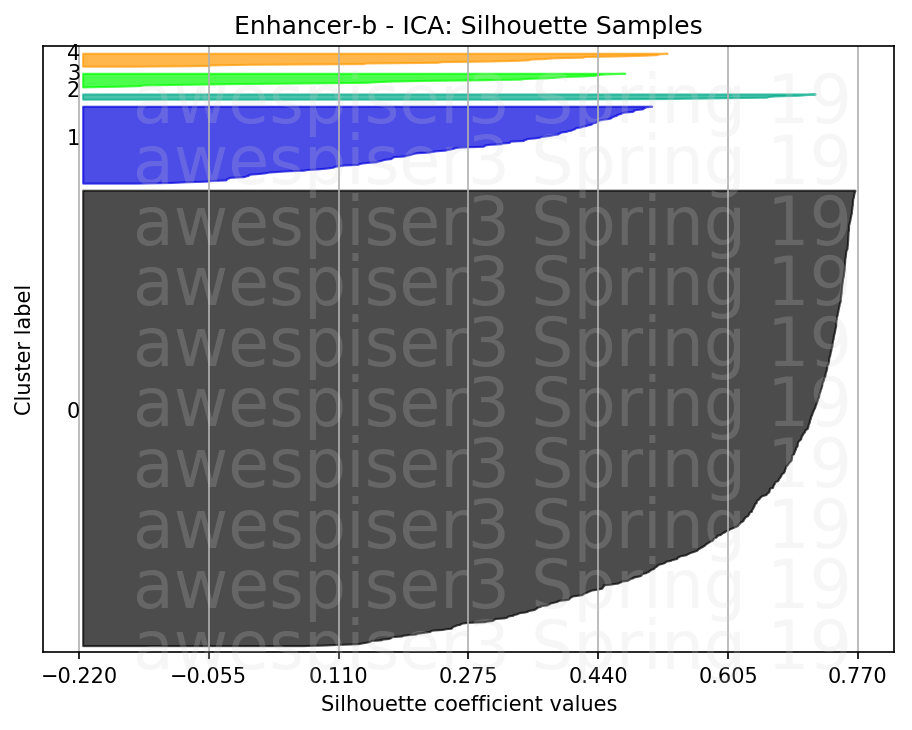 Enhancer-b - ICA: Silhouette Samples
4
3
2
1
0
Cluster label
awespiser3 Spring 19
awespiser3 Spring 19
awespiser3 Spring 19
awespiser3 Spring 19
awespiser3 Spring 19
awespiser3 Spring 19
awespiser3 Spring 19
awespiser3 Spring 19
awespiser3 Spring 19
awespiser3 Spring 19
−0.220 −0.055 0.110 0.275 0.440 0.605 0.770
Silhouette coefficient values